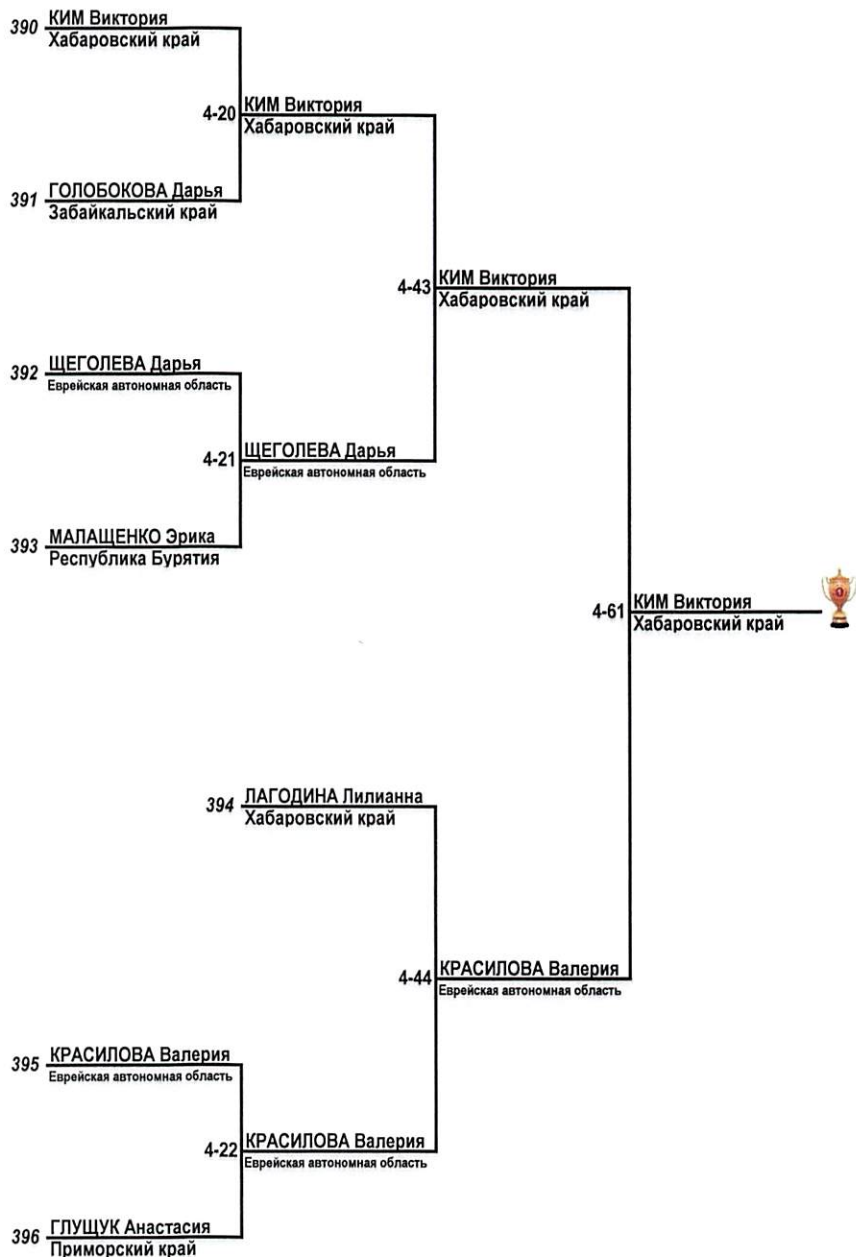 390 КИМ Виктория
Хабаровский край
4-20 КИМ Виктория
Хабаровский край
391 ГОЛОБОКОВА Дарья
Забайкальский край
4-43 КИМ Виктория
Хабаровский край
392 ЩЕГОЛЕВА Дарья
Еврейская автономная область
4-21 ЩЕГОЛЕВА Дарья
Еврейская автономная область
393 МАЛАЩЕНКО Эрика
Республика Бурятия
4-61 КИМ Виктория
Хабаровский край
394 ЛАГОДИНА Лилианна
Хабаровский край
4-44 КРАСИЛОВА Валерия
Еврейская автономная область
395 КРАСИЛОВА Валерия
Еврейская автономная область
4-22 КРАСИЛОВА Валерия
Еврейская автономная область
396 ГЛУЩУК Анастасия
Приморский край